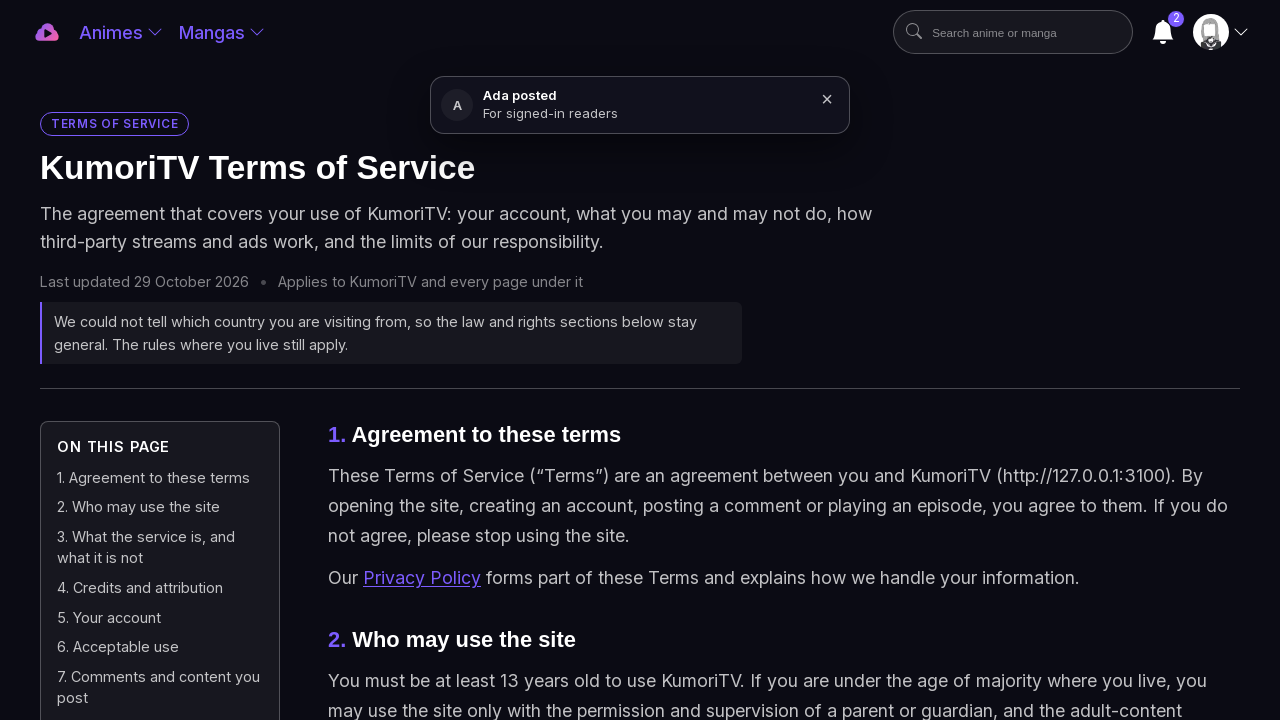 Animes
Mangas
Search anime or manga
2
A
Ada posted
For signed-in readers
×
TERMS OF SERVICE
KumoriTV Terms of Service
The agreement that covers your use of KumoriTV: your account, what you may and may not do, how
third-party streams and ads work, and the limits of our responsibility.
Last updated 29 October 2026 • Applies to KumoriTV and every page under it
We could not tell which country you are visiting from, so the law and rights sections below stay
general. The rules where you live still apply.
ON THIS PAGE
1. Agreement to these terms
2. Who may use the site
3. What the service is, and
what it is not
4. Credits and attribution
5. Your account
6. Acceptable use
7. Comments and content you
post
1. Agreement to these terms
These Terms of Service (“Terms”) are an agreement between you and KumoriTV (http://127.0.0.1:3100). By
opening the site, creating an account, posting a comment or playing an episode, you agree to them. If you do
not agree, please stop using the site.
Our Privacy Policy forms part of these Terms and explains how we handle your information.
2. Who may use the site
You must be at least 13 years old to use KumoriTV. If you are under the age of majority where you live, you
may use the site only with the permission and supervision of a parent or guardian, and the adult-content